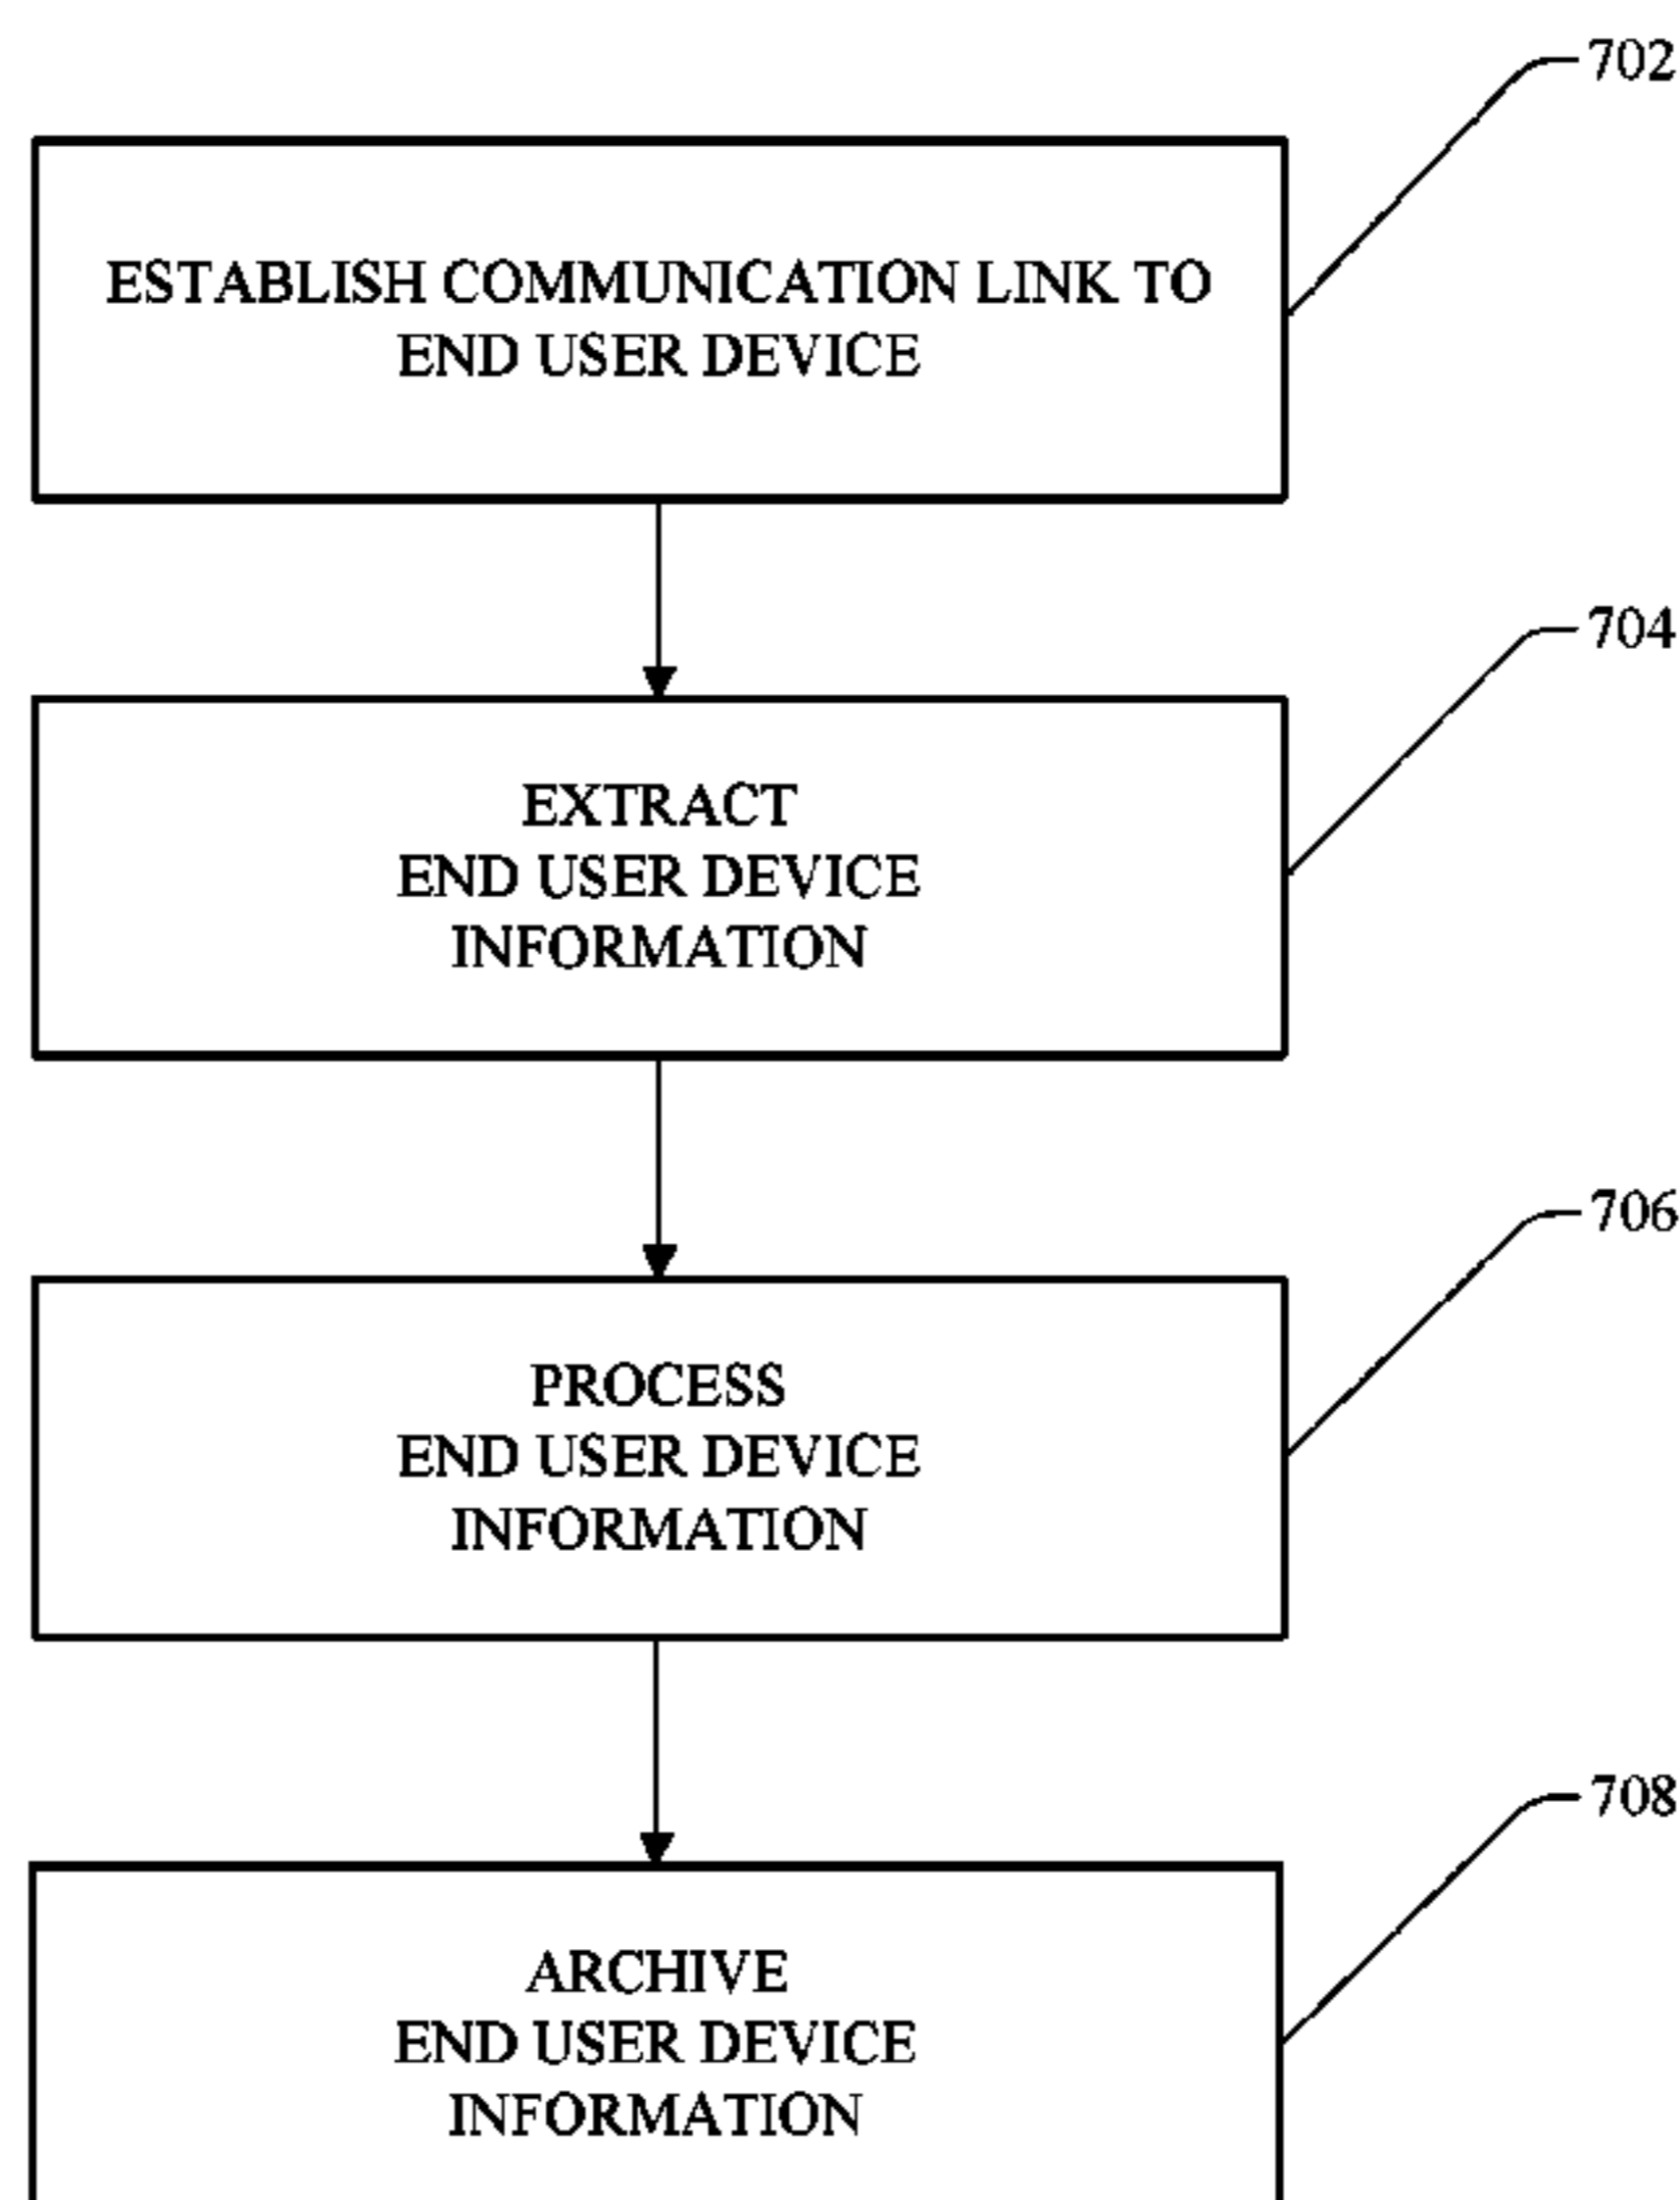 702
ESTABLISH COMMUNICATION LINK TO
END USER DEVICE
704
EXTRACT
END USER DEVICE
INFORMATION
706
PROCESS
END USER DEVICE
INFORMATION
708
ARCHIVE
END USER DEVICE
INFORMATION